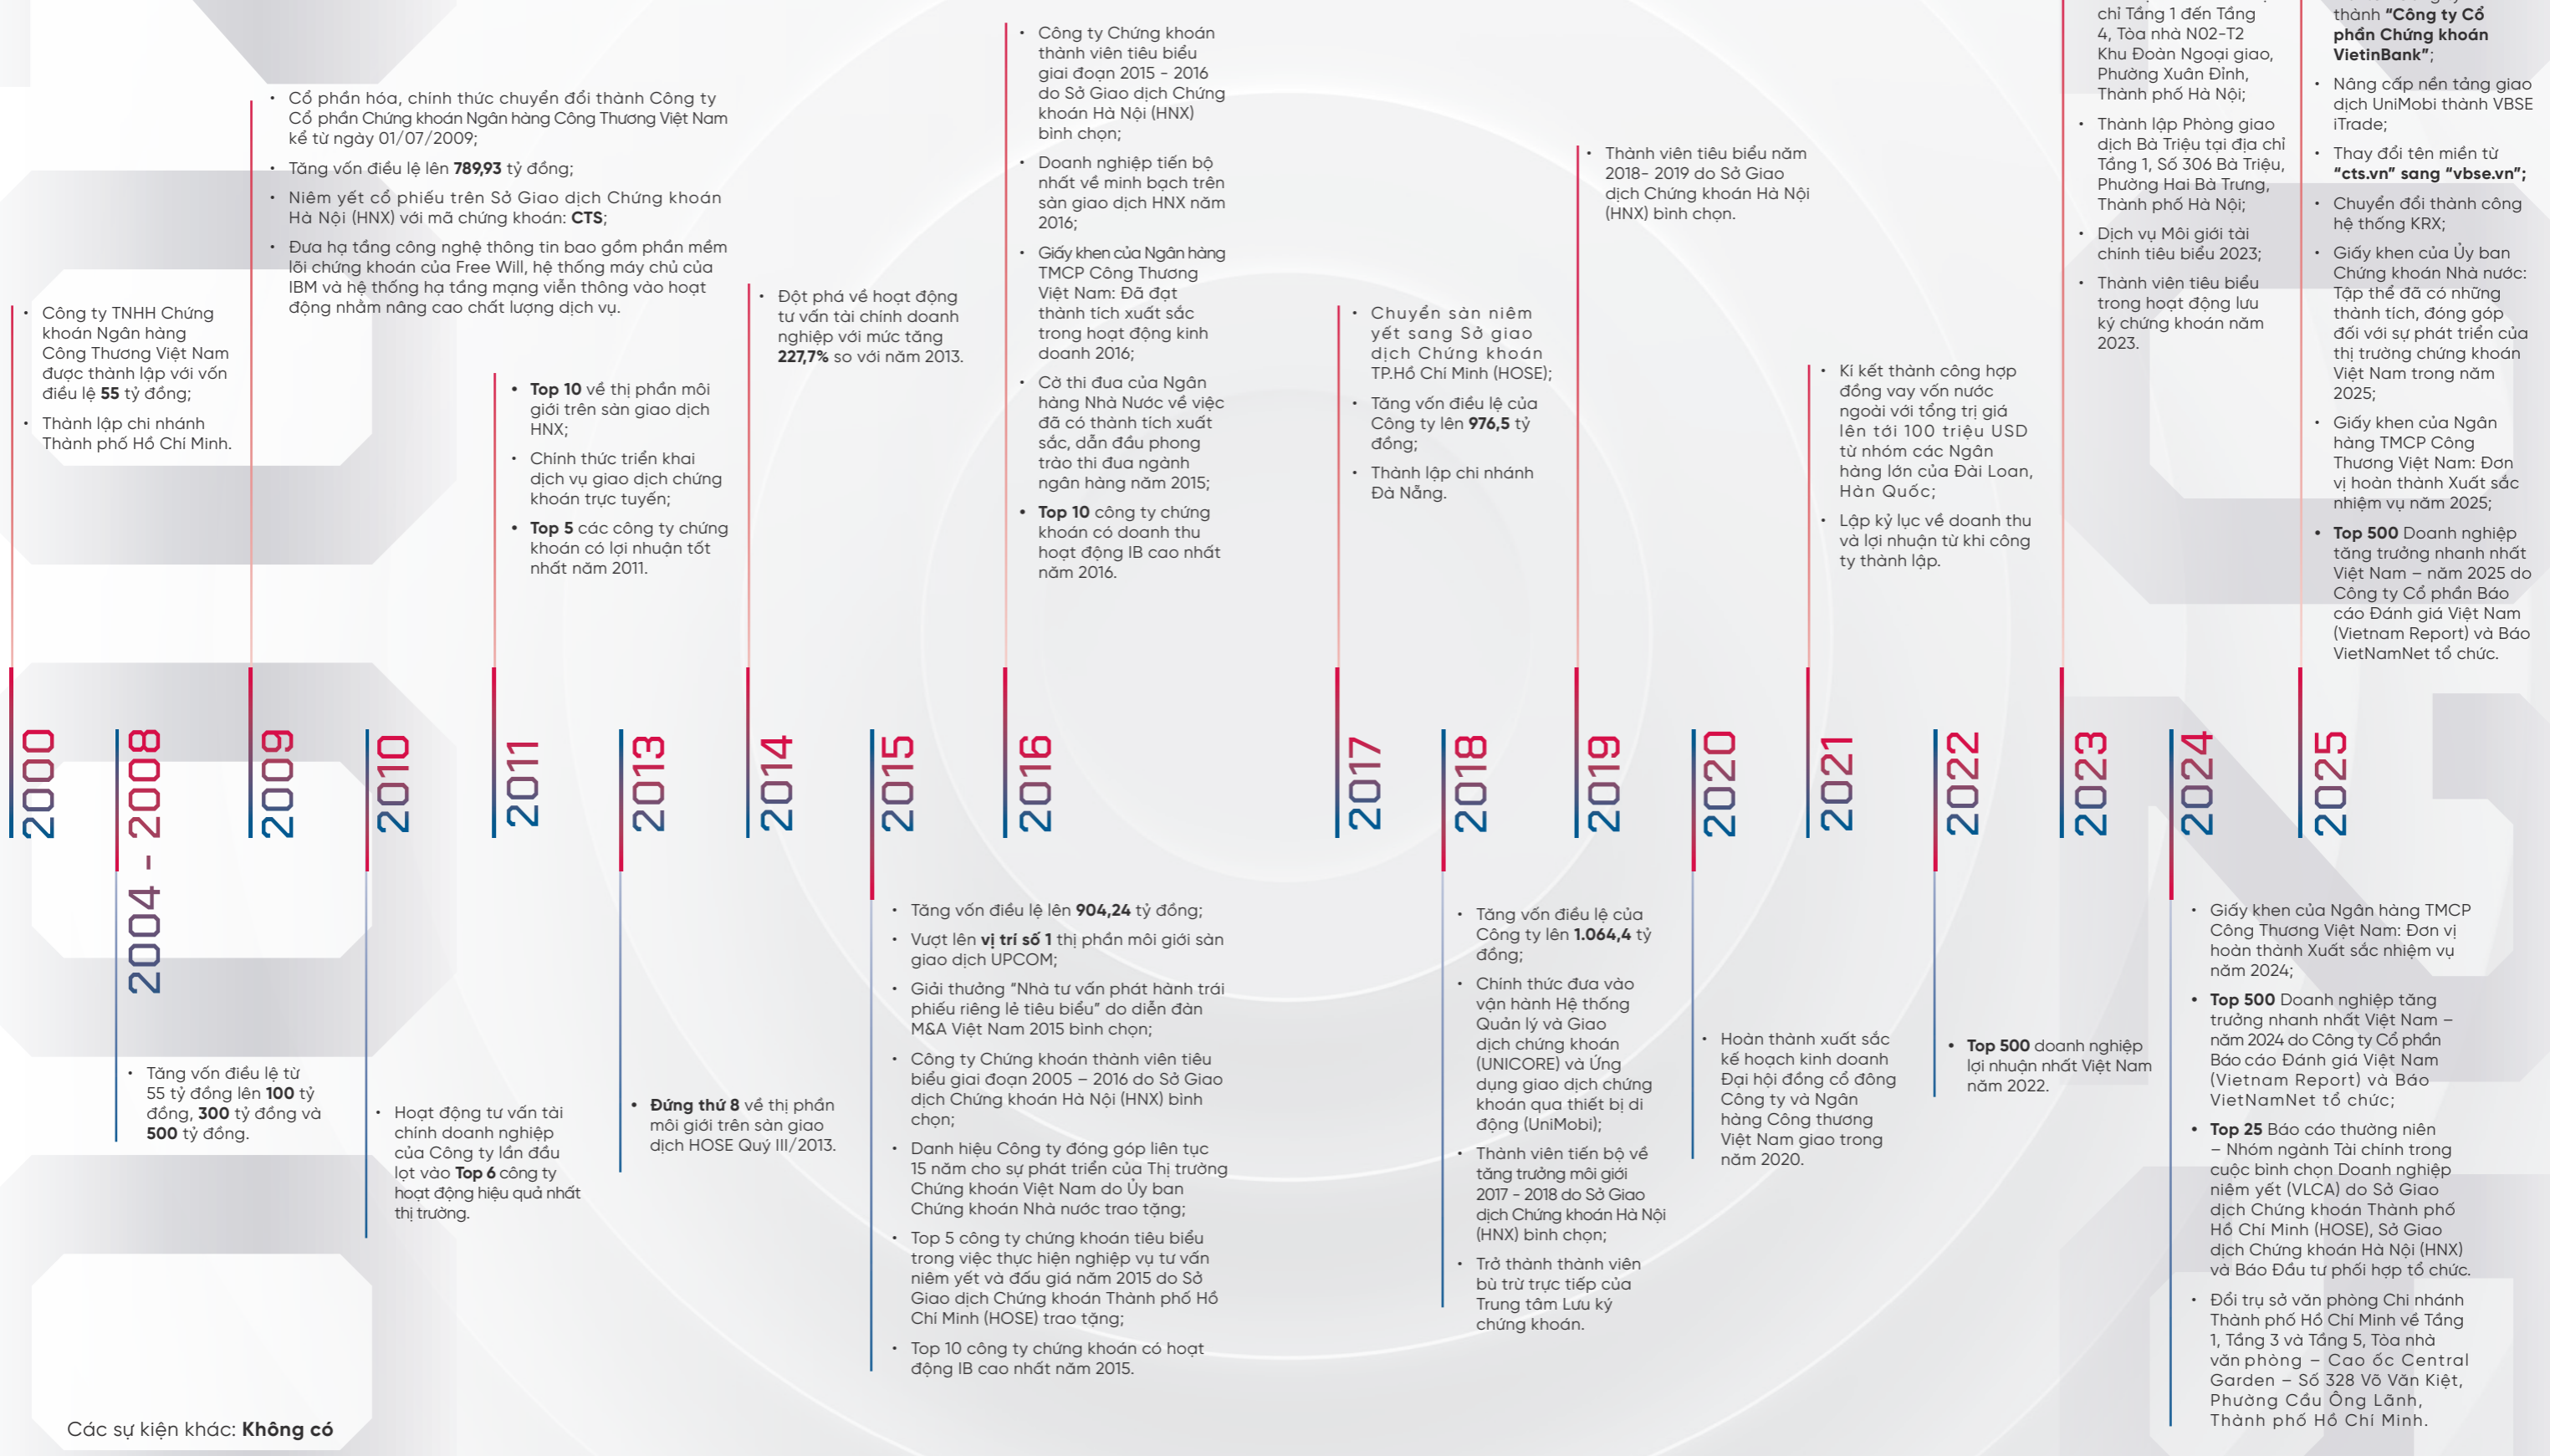 2000
• Công ty TNHH Chứng
khoán Ngân hàng
Công Thương Việt Nam
được thành lập với vốn
điều lệ 55 tỷ đồng;
• Thành lập chi nhánh
Thành phố Hồ Chí Minh.
2004 - 2008
• Tăng vốn điều lệ từ
55 tỷ đồng lên 100 tỷ
đồng, 300 tỷ đồng và
500 tỷ đồng.
2009
• Cổ phần hóa, chính thức chuyển đổi thành Công ty
Cổ phần Chứng khoán Ngân hàng Công Thương Việt Nam
kể từ ngày 01/07/2009;
• Tăng vốn điều lệ lên 789,93 tỷ đồng;
• Niêm yết cổ phiếu trên Sở Giao dịch Chứng khoán
Hà Nội (HNX) với mã chứng khoán: CTS;
• Đưa hạ tầng công nghệ thông tin bao gồm phần mềm
lõi chứng khoán của Free Will, hệ thống máy chủ của
IBM và hệ thống hạ tầng mạng viễn thông vào hoạt
động nhằm nâng cao chất lượng dịch vụ.
2010
• Hoạt động tư vấn tài
chính doanh nghiệp
của Công ty lần đầu
lọt vào Top 6 công ty
hoạt động hiệu quả nhất
thị trường.
2011
• Top 10 về thị phần môi
giới trên sàn giao dịch
HNX;
• Chính thức triển khai
dịch vụ giao dịch chứng
khoán trực tuyến;
• Top 5 các công ty chứng
khoán có lợi nhuận tốt
nhất năm 2011.
2013
• Đứng thứ 8 về thị phần
môi giới trên sàn giao
dịch HOSE Quý III/2013.
2014
• Đột phá về hoạt động
tư vấn tài chính doanh
nghiệp với mức tăng
227,7% so với năm 2013.
2015
• Tăng vốn điều lệ lên 904,24 tỷ đồng;
• Vượt lên vị trí số 1 thị phần môi giới sàn
giao dịch UPCOM;
• Giải thưởng “Nhà tư vấn phát hành trái
phiếu riêng lẻ tiêu biểu” do diễn đàn
M&A Việt Nam 2015 bình chọn;
• Công ty Chứng khoán thành viên tiêu
biểu giai đoạn 2005 – 2016 do Sở Giao
dịch Chứng khoán Hà Nội (HNX) bình
chọn;
• Danh hiệu Công ty đóng góp liên tục
15 năm cho sự phát triển của Thị trường
Chứng khoán Việt Nam do Ủy ban
Chứng khoán Nhà nước trao tặng;
• Top 5 công ty chứng khoán tiêu biểu
trong việc thực hiện nghiệp vụ tư vấn
niêm yết và đấu giá năm 2015 do Sở
Giao dịch Chứng khoán Thành phố Hồ
Chí Minh (HOSE) trao tặng;
• Top 10 công ty chứng khoán có hoạt
động IB cao nhất năm 2015.
2016
• Công ty Chứng khoán
thành viên tiêu biểu
giai đoạn 2015 - 2016
do Sở Giao dịch Chứng
khoán Hà Nội (HNX)
bình chọn;
• Doanh nghiệp tiến bộ
nhất về minh bạch trên
sàn giao dịch HNX năm
2016;
• Giấy khen của Ngân hàng
TMCP Công Thương
Việt Nam: Đã đạt
thành tích xuất sắc
trong hoạt động kinh
doanh 2016;
• Cờ thi đua của Ngân
hàng Nhà Nước về việc
đã có thành tích xuất
sắc, dẫn đầu phong
trào thi đua ngành
ngân hàng năm 2015;
• Top 10 công ty chứng
khoán có doanh thu
hoạt động IB cao nhất
năm 2016.
2017
• Chuyển sàn niêm
yết sang Sở giao
dịch Chứng khoán
TP.Hồ Chí Minh (HOSE);
• Tăng vốn điều lệ của
Công ty lên 976,5 tỷ
đồng;
• Thành lập chi nhánh
Đà Nẵng.
2018
• Tăng vốn điều lệ của
Công ty lên 1.064,4 tỷ
đồng;
• Chính thức đưa vào
vận hành Hệ thống
Quản lý và Giao
dịch chứng khoán
(UNICORE) và Ứng
dụng giao dịch chứng
khoán qua thiết bị di
động (UniMobi);
• Thành viên tiến bộ về
tăng trưởng môi giới
2017 - 2018 do Sở Giao
dịch Chứng khoán Hà Nội
(HNX) bình chọn;
• Trở thành thành viên
bù trừ trực tiếp của
Trung tâm Lưu ký
chứng khoán.
2019
• Thành viên tiêu biểu năm
2018- 2019 do Sở Giao
dịch Chứng khoán Hà Nội
(HNX) bình chọn.
2020
• Hoàn thành xuất sắc
kế hoạch kinh doanh
Đại hội đồng cổ đông
Công ty và Ngân
hàng Công thương
Việt Nam giao trong
năm 2020.
2021
• Kí kết thành công hợp
đồng vay vốn nước
ngoài với tổng trị giá
lên tới 100 triệu USD
từ nhóm các Ngân
hàng lớn của Đài Loan,
Hàn Quốc;
• Lập kỷ lục về doanh thu
và lợi nhuận từ khi công
ty thành lập.
2022
• Top 500 doanh nghiệp
lợi nhuận nhất Việt Nam
năm 2022.
2023
chỉ Tầng 1 đến Tầng
4, Tòa nhà N02-T2
Khu Đoàn Ngoại giao,
Phường Xuân Đỉnh,
Thành phố Hà Nội;
• Thành lập Phòng giao
dịch Bà Triệu tại địa chỉ
Tầng 1, Số 306 Bà Triệu,
Phường Hai Bà Trưng,
Thành phố Hà Nội;
• Dịch vụ Môi giới tài
chính tiêu biểu 2023;
• Thành viên tiêu biểu
trong hoạt động lưu
ký chứng khoán năm
2023.
2024
• Giấy khen của Ngân hàng TMCP
Công Thương Việt Nam: Đơn vị
hoàn thành Xuất sắc nhiệm vụ
năm 2024;
• Top 500 Doanh nghiệp tăng
trưởng nhanh nhất Việt Nam –
năm 2024 do Công ty Cổ phần
Báo cáo Đánh giá Việt Nam
(Vietnam Report) và Báo
VietNamNet tổ chức;
• Top 25 Báo cáo thường niên
– Nhóm ngành Tài chính trong
cuộc bình chọn Doanh nghiệp
niêm yết (VLCA) do Sở Giao
dịch Chứng khoán Thành phố
Hồ Chí Minh (HOSE), Sở Giao
dịch Chứng khoán Hà Nội (HNX)
và Báo Đầu tư phối hợp tổ chức.
• Đổi trụ sở văn phòng Chi nhánh
Thành phố Hồ Chí Minh về Tầng
1, Tầng 3 và Tầng 5, Tòa nhà
văn phòng – Cao ốc Central
Garden – Số 328 Võ Văn Kiệt,
Phường Cầu Ông Lãnh,
Thành phố Hồ Chí Minh.
2025
thành “Công ty Cổ
phần Chứng khoán
VietinBank”;
• Nâng cấp nền tảng giao
dịch UniMobi thành VBSE
iTrade;
• Thay đổi tên miền từ
“cts.vn” sang “vbse.vn”;
• Chuyển đổi thành công
hệ thống KRX;
• Giấy khen của Ủy ban
Chứng khoán Nhà nước:
Tập thể đã có những
thành tích, đóng góp
đối với sự phát triển của
thị trường chứng khoán
Việt Nam trong năm
2025;
• Giấy khen của Ngân
hàng TMCP Công
Thương Việt Nam: Đơn
vị hoàn thành Xuất sắc
nhiệm vụ năm 2025;
• Top 500 Doanh nghiệp
tăng trưởng nhanh nhất
Việt Nam – năm 2025 do
Công ty Cổ phần Báo
cáo Đánh giá Việt Nam
(Vietnam Report) và Báo
VietNamNet tổ chức.
Các sự kiện khác: Không có